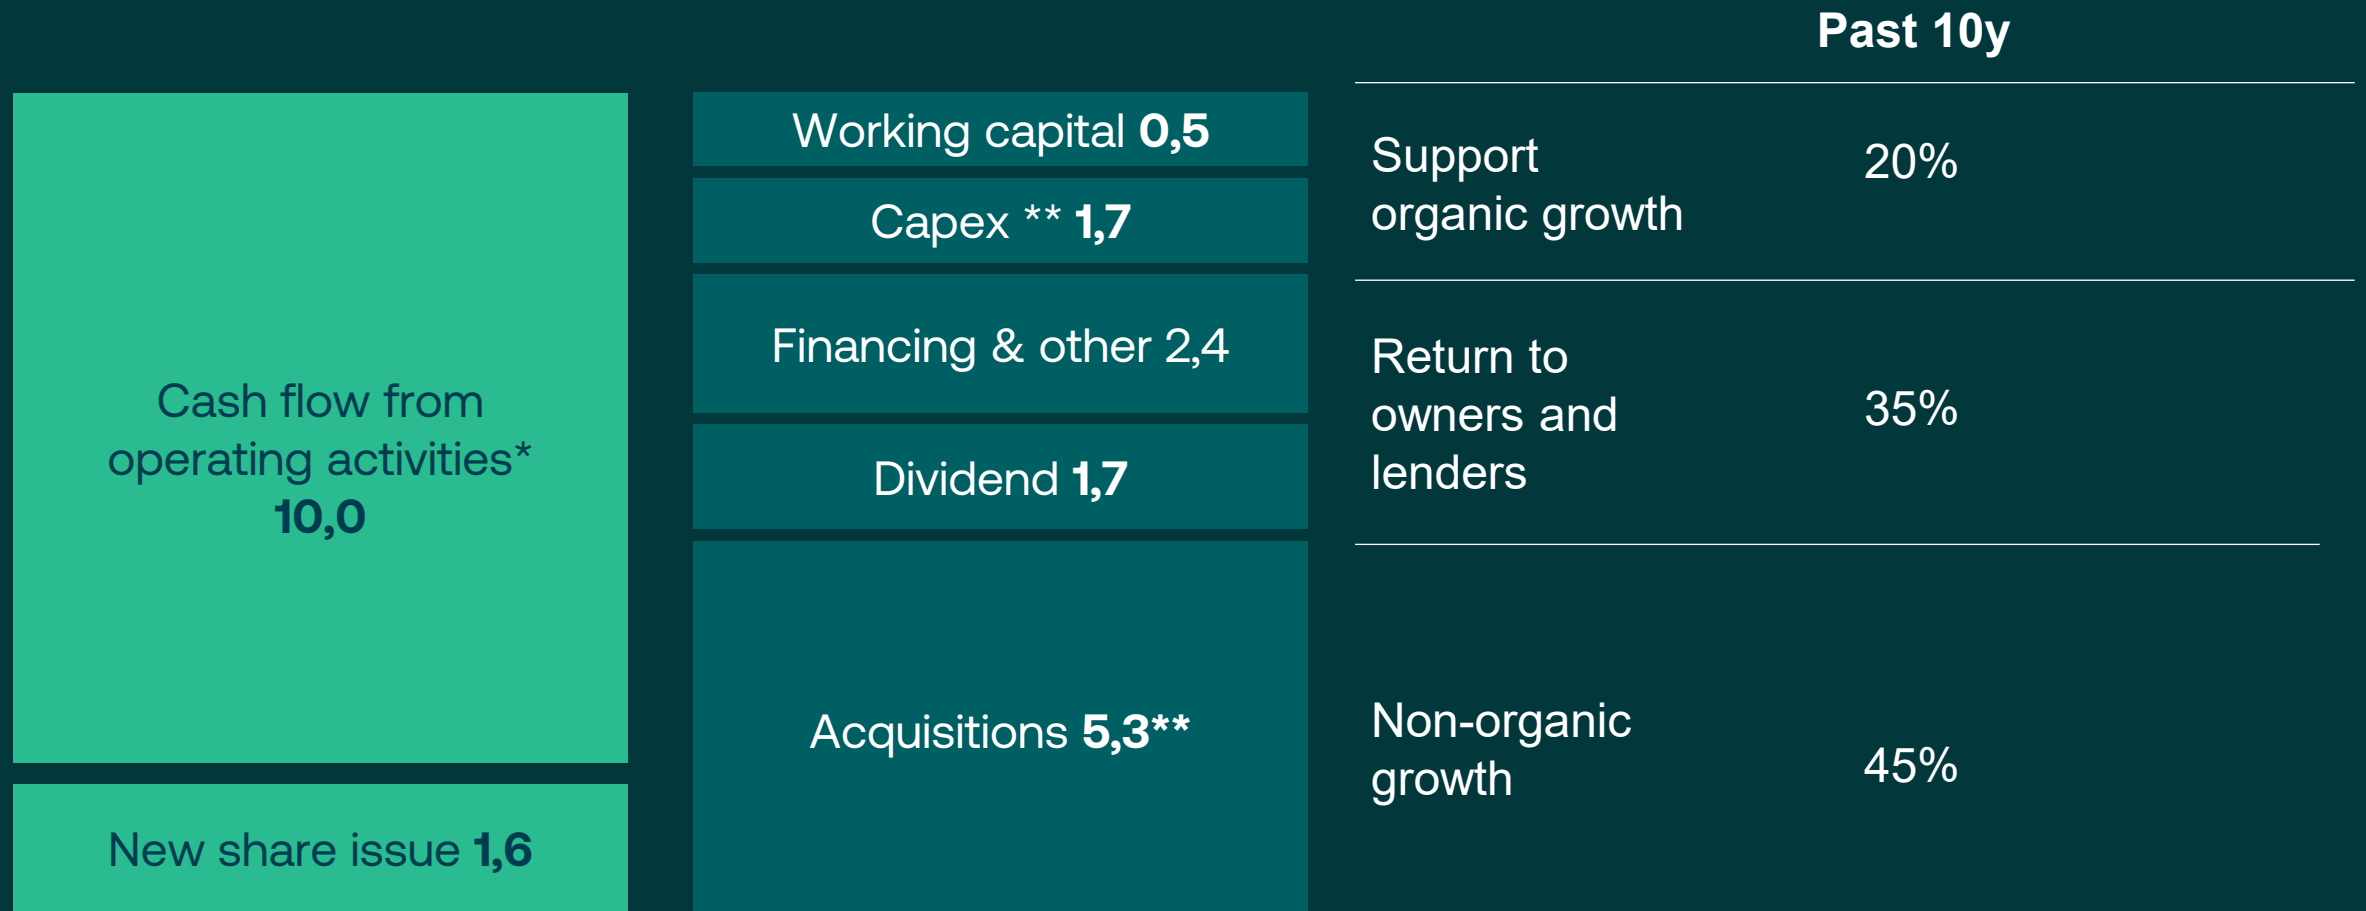 Past 10y
Cash flow from
operating activities*
10,0
New share issue 1,6
Working capital 0,5
Capex ** 1,7
Financing & other 2,4
Dividend 1,7
Acquisitions 5,3**
Support
organic growth
20%
Return to
owners and
lenders
35%
Non-organic
growth
45%